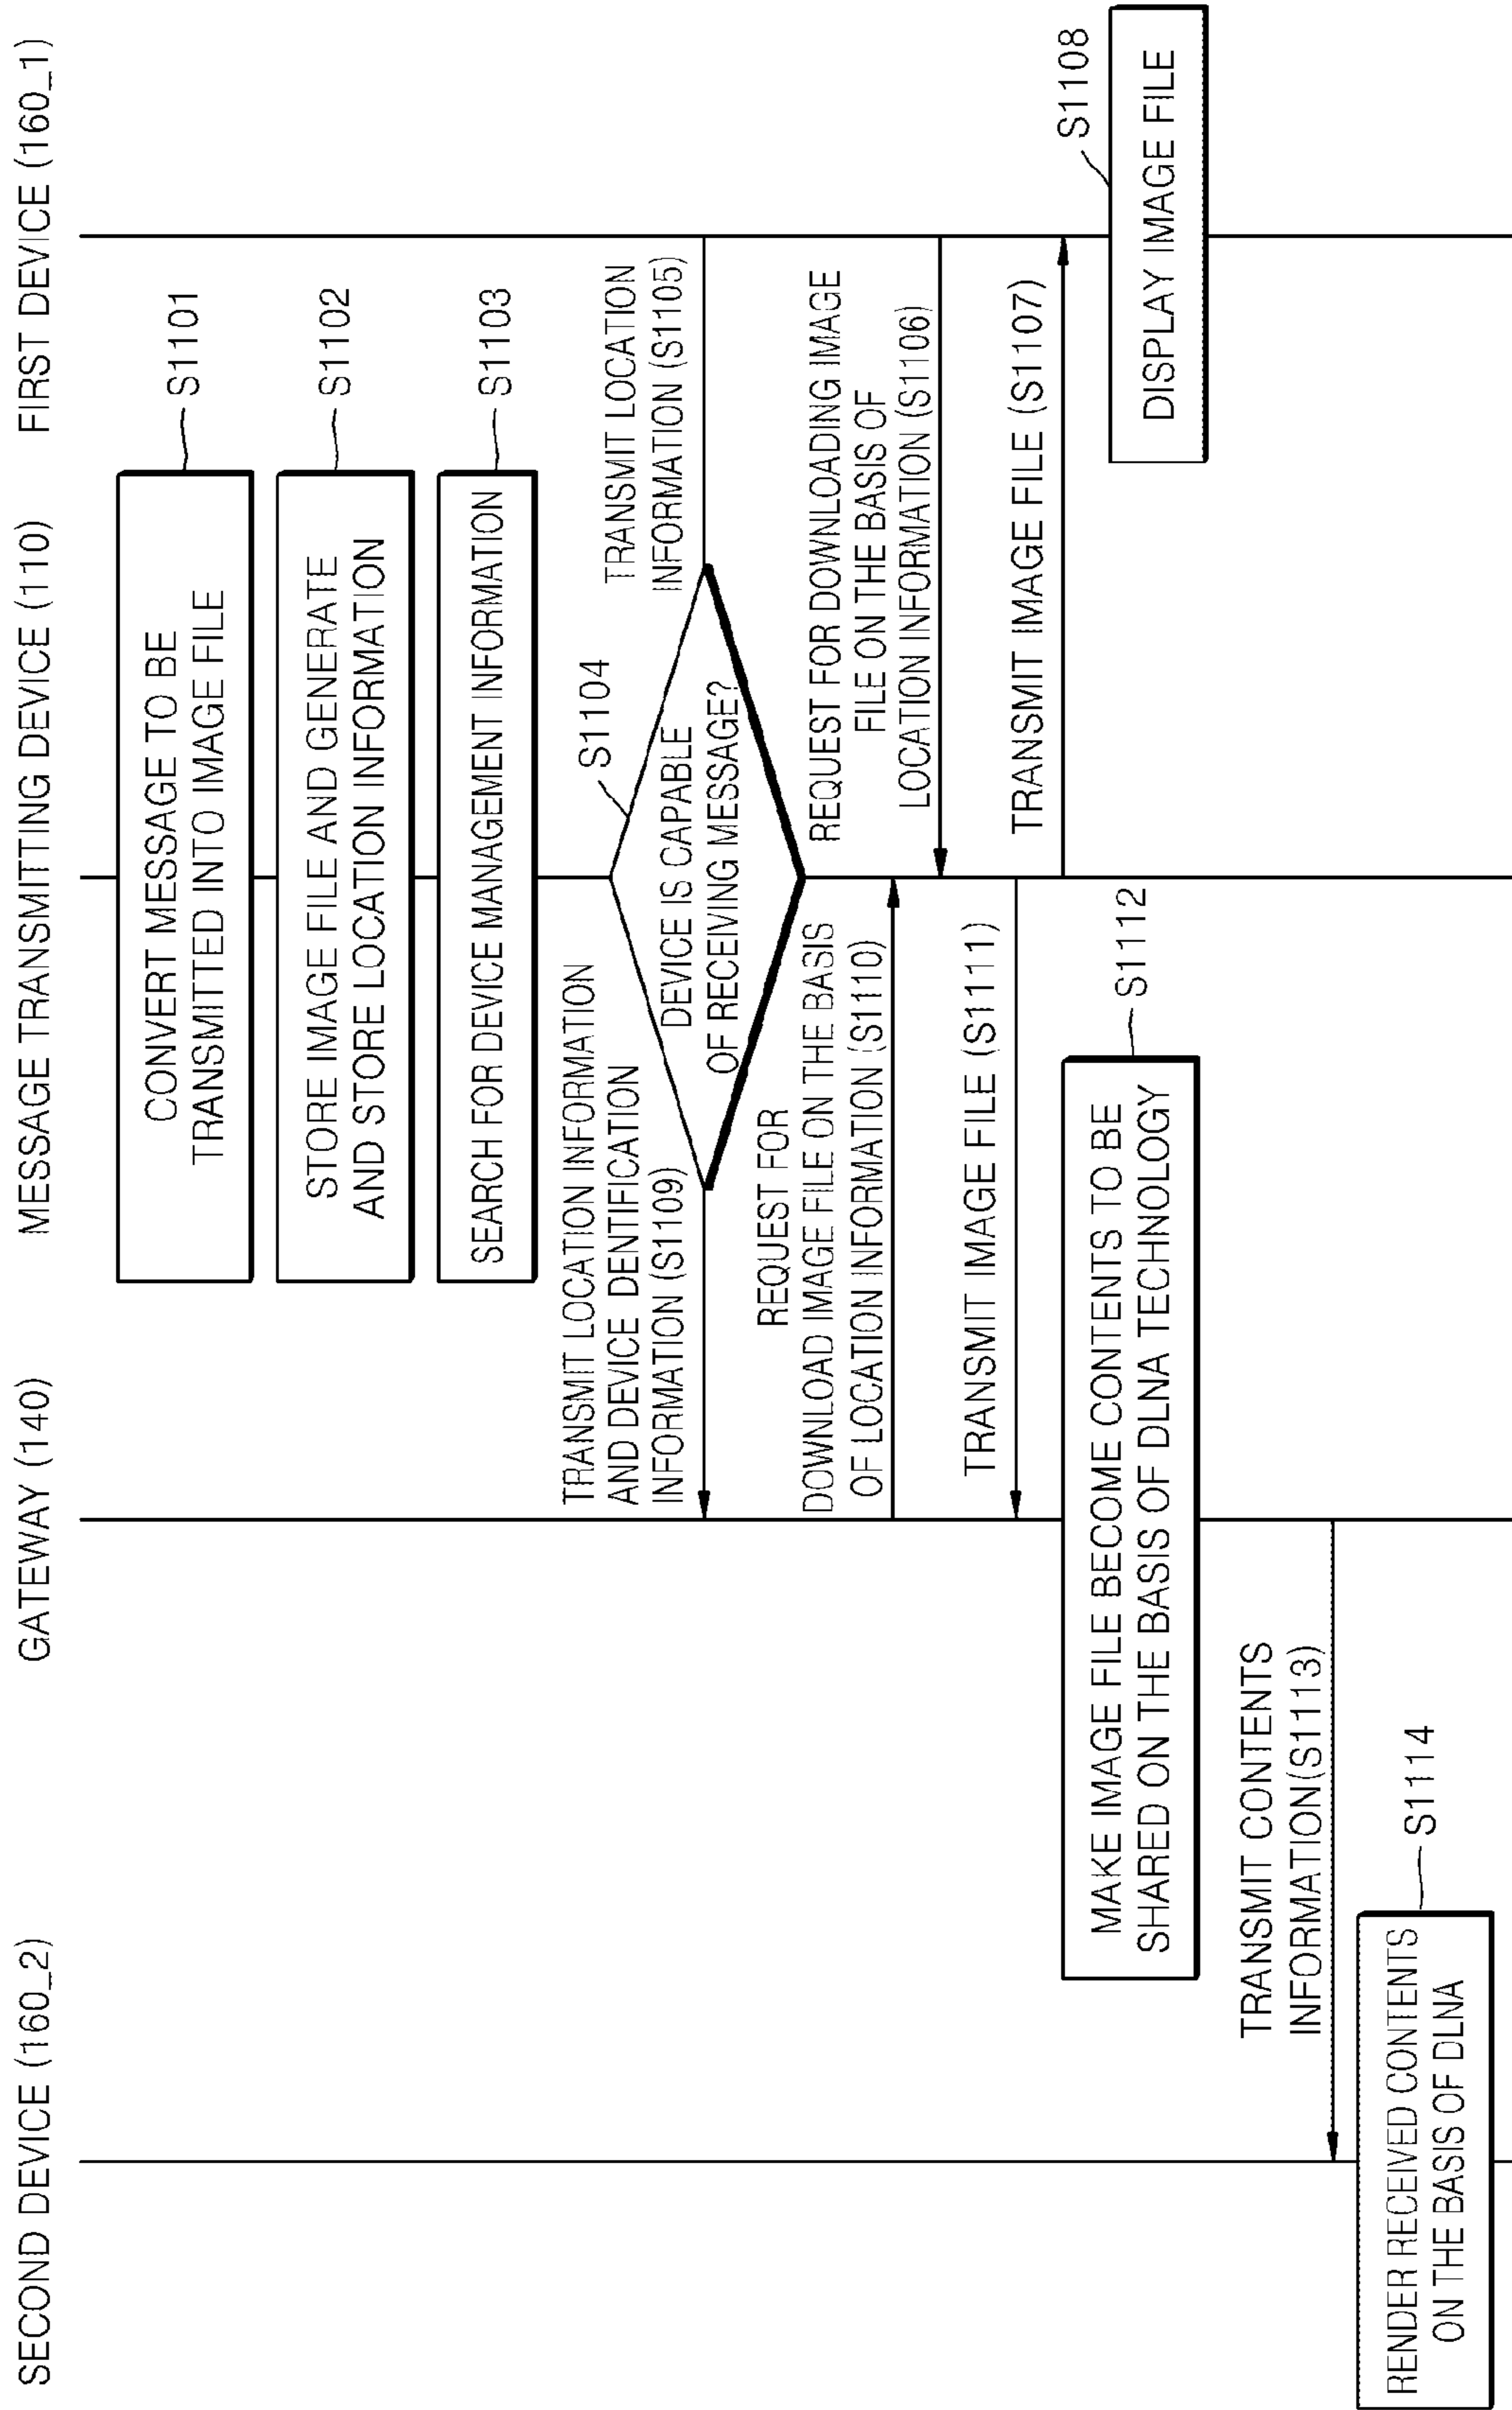 SECOND DEVICE (160_2)
GATEWAY (140)
MESSAGE TRANSMITTING DEVICE (110)
FIRST DEVICE (160_1)
CONVERT MESSAGE TO BE
TRANSMITTED INTO IMAGE FILE
S1101
STORE IMAGE FILE AND GENERATE
AND STORE LOCATION INFORMATION
S1102
SEARCH FOR DEVICE MANAGEMENT INFORMATION
S1103
S1104
DEVICE IS CAPABLE
OF RECEIVING MESSAGE?
TRANSMIT LOCATION
INFORMATION (S1105)
TRANSMIT LOCATION INFORMATION
AND DEVICE DENTIFICATION
INFORMATION (S1109)
REQUEST FOR DOWNLOADING IMAGE
FILE ON THE BASIS OF
LOCATION INFORMATION (S1106)
REQUEST FOR
DOWNLOAD IMAGE FILE ON THE BASIS
OF LOCATION INFORMATION (S1110)
TRANSMIT IMAGE FILE (S1111)
TRANSMIT IMAGE FILE (S1107)
S1108
DISPLAY IMAGE FILE
MAKE IMAGE FILE BECOME CONTENTS TO BE
SHARED ON THE BASIS OF DLNA TECHNOLOGY
S1112
TRANSMIT CONTENTS
INFORMATION(S1113)
RENDER RECEIVED CONTENTS
ON THE BASIS OF DLNA
S1114